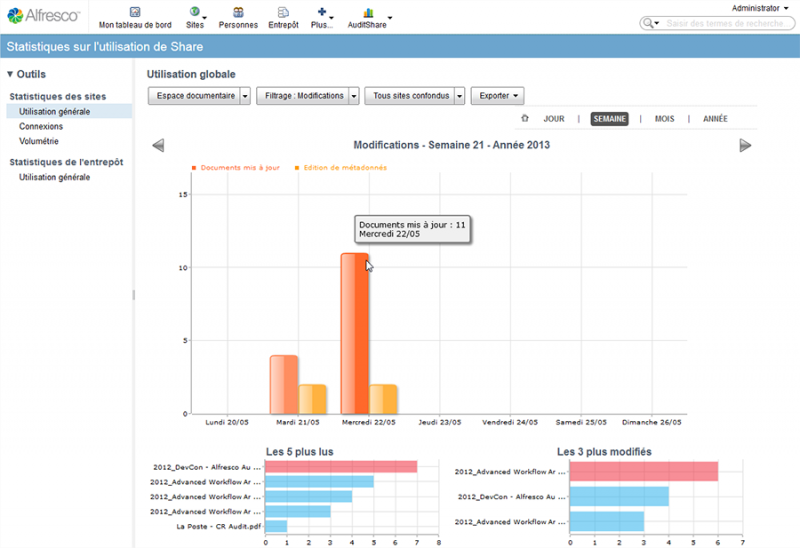 Administrator
Alfresco™
Mon tableau de bord Sites Personnes Entrepôt Plus... AuditShare
Saisir des termes de recherche...
Statistiques sur l'utilisation de Share
Outils
Statistiques des sites
Utilisation générale
Connexions
Volumétrie
Statistiques de l'entrepôt
Utilisation générale
Utilisation globale
Espace documentaire Filtrage : Modifications Tous sites confondus Exporter
JOUR | SEMAINE | MOIS | ANNÉE
Modifications - Semaine 21 - Année 2013
Documents mis à jour Edition de métadonnés
15
10
5
0
Documents mis à jour : 11
Mercredi 22/05
Lundi 20/05 Mardi 21/05 Mercredi 22/05 Jeudi 23/05 Vendredi 24/05 Samedi 25/05 Dimanche 26/05
Les 5 plus lus
2012_DevCon - Alfresco Au ...
2012_Advanced Workflow Ar ...
2012_Advanced Workflow Ar ...
2012_Advanced Workflow Ar ...
La Poste - CR Audit.pdf
0 1 2 3 4 5 6 7 8
Les 3 plus modifiés
2012_Advanced Workflow Ar ...
2012_DevCon - Alfresco Au ...
2012_Advanced Workflow Ar ...
0 1 2 3 4 5 6 7